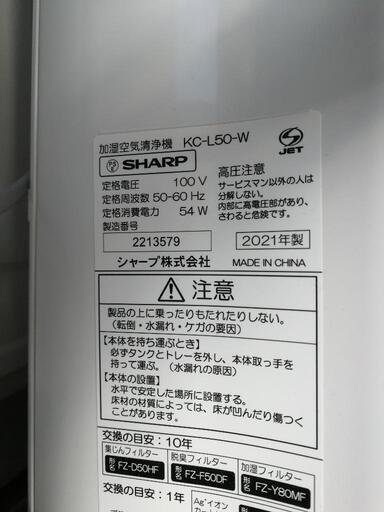 加湿空気清浄機 KC-L50-W
PS E SHARP
JET
定格電圧 100 V
定格周波数 50-60 Hz
定格消費電力 54 W
製造番号
2213579
高圧注意
サービスマン以外の人は
分解しないでください。
内部に高電圧部があり、
さわると危険です。
2021年製
シャープ株式会社 MADE IN CHINA
注意
製品の上に乗ったりもたれたりしない。
(転倒・水漏れ・ケガの要因)
【本体を持ち運ぶとき】
必ずタンクとトレーを外し、本体取っ手を
持って運ぶ。(水漏れの原因)
【本体の設置】
水平で安定した場所に設置する。
床材の材質によっては、床が凹んだり傷つく
ことがあります。
交換の目安:10年
集じんフィルター 脱臭フィルター 加湿フィルター
形名 FZ-D50HF 形名 FZ-F50DF 形名 FZ-Y80MF
交換の目安:1年
Ag⁺イオン